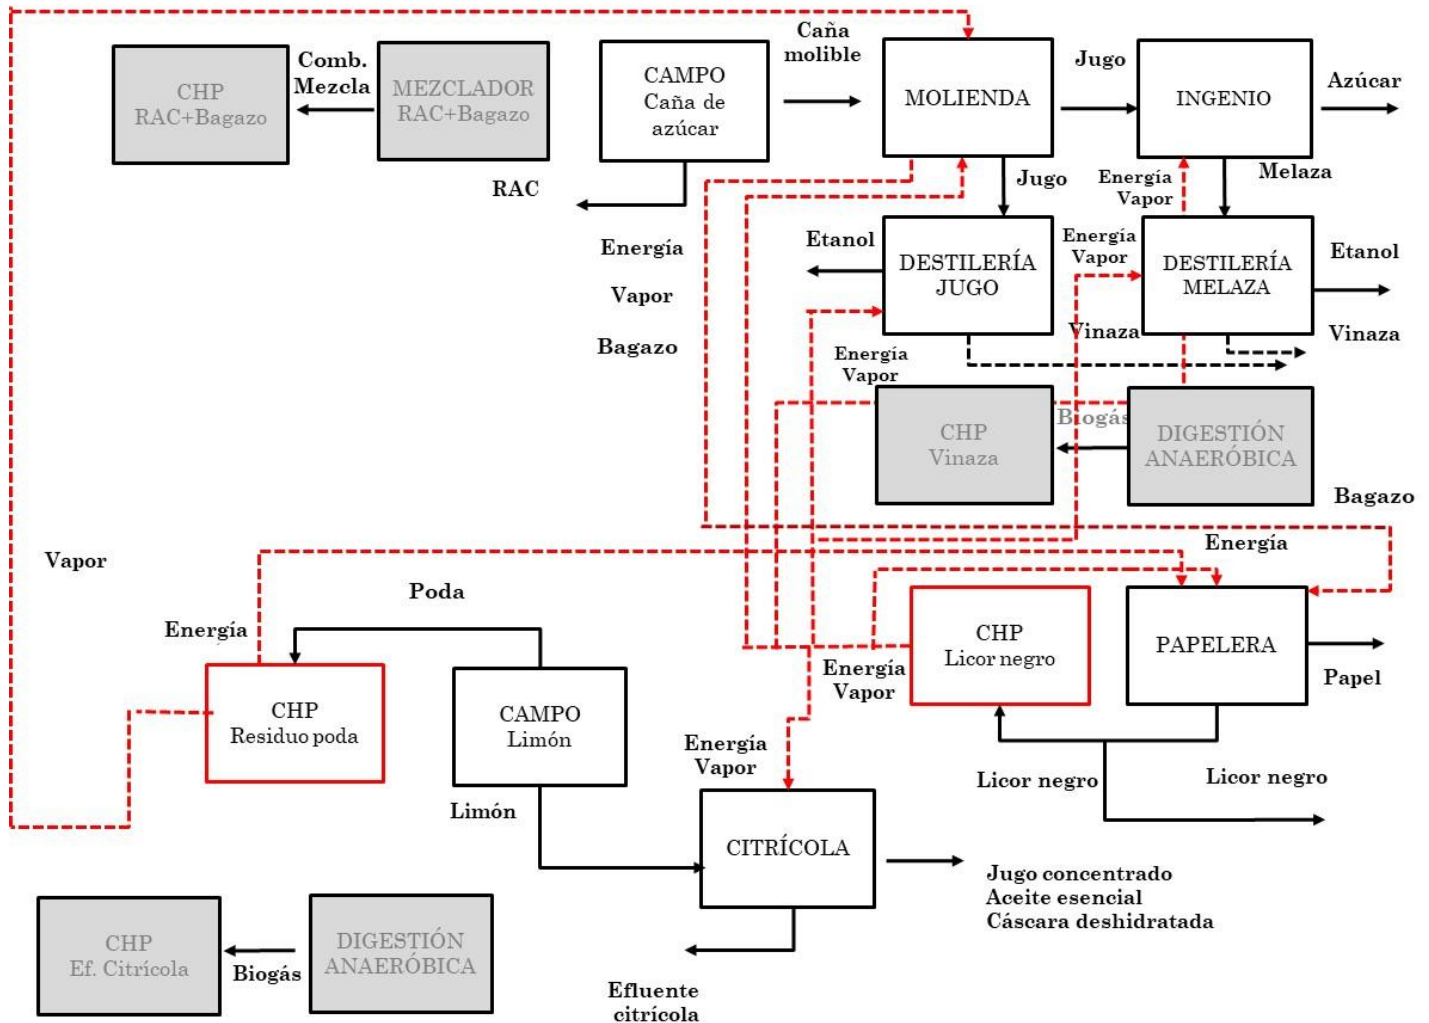 Caña
molible
Comb.
Mezcla
CHP
RAC+Bagazo
MEZCLADOR
RAC+Bagazo
CAMPO
Caña de
azúcar
MOLIENDA
Jugo
INGENIO
Azúcar
RAC
Jugo
Energía
Vapor
Melaza
Energía
Vapor
Bagazo
Etanol
DESTILERÍA
JUGO
Energía
Vapor
DESTILERÍA
MELAZA
Etanol
Vinaza
Vinaza
Energía
Vapor
CHP
Vinaza
Biogás
DIGESTIÓN
ANAERÓBICA
Bagazo
Energía
Vapor
Poda
Energía
CHP
Residuo poda
CAMPO
Limón
Energía
Vapor
CHP
Licor negro
PAPELERA
Papel
Energía
Vapor
Licor negro
Licor negro
Limón
CITRÍCOLA
Jugo concentrado
Aceite esencial
Cáscara deshidratada
CHP
Ef. Citrícola
Biogás
DIGESTIÓN
ANAERÓBICA
Efluente
citrícola